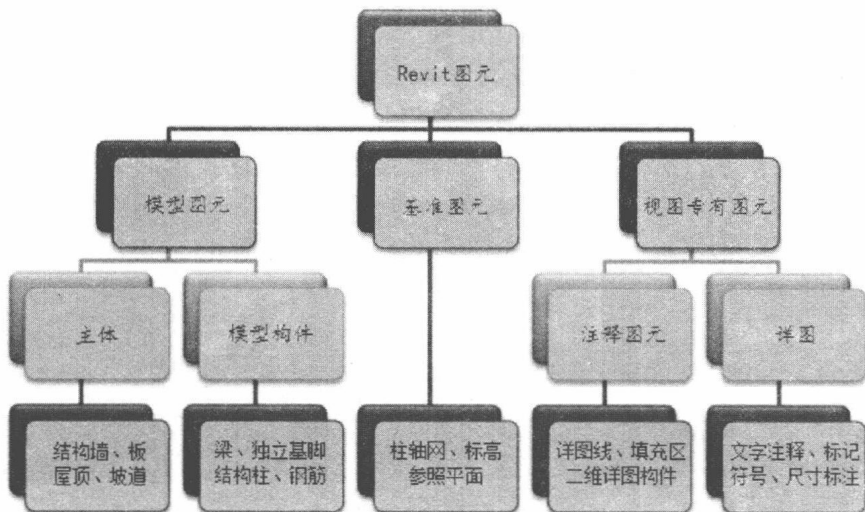 Revit图元
模型图元
基准图元
视图专有图元
主体
模型构件
注释图元
详图
结构墙、板
屋顶、坡道
梁、独立基脚
结构柱、钢筋
柱轴网、标高
参照平面
详图线、填充区
二维详图构件
文字注释、标记
符号、尺寸标注